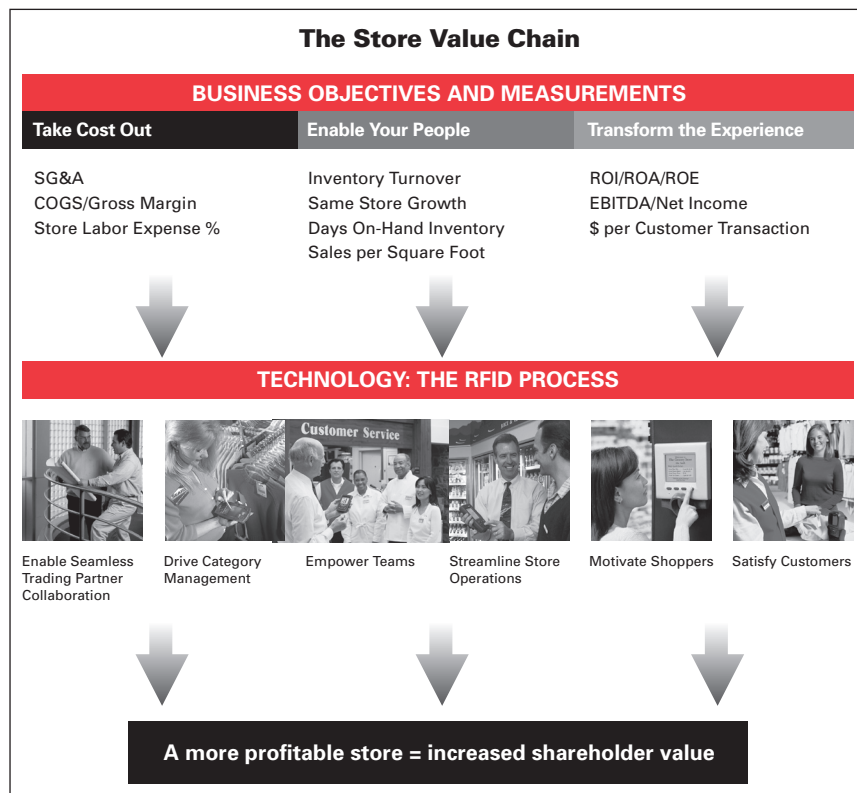 The Store Value Chain
BUSINESS OBJECTIVES AND MEASUREMENTS
Take Cost Out
Enable Your People
Transform the Experience
SG&A
COGS/Gross Margin
Store Labor Expense %
Inventory Turnover
Same Store Growth
Days On-Hand Inventory
Sales per Square Foot
ROI/ROA/ROE
EBITDA/Net Income
$ per Customer Transaction
TECHNOLOGY: THE RFID PROCESS
Customer Service
Enable Seamless
Trading Partner
Collaboration
Drive Category
Management
Empower Teams
Streamline Store
Operations
Motivate Shoppers
Satisfy Customers
A more profitable store = increased shareholder value